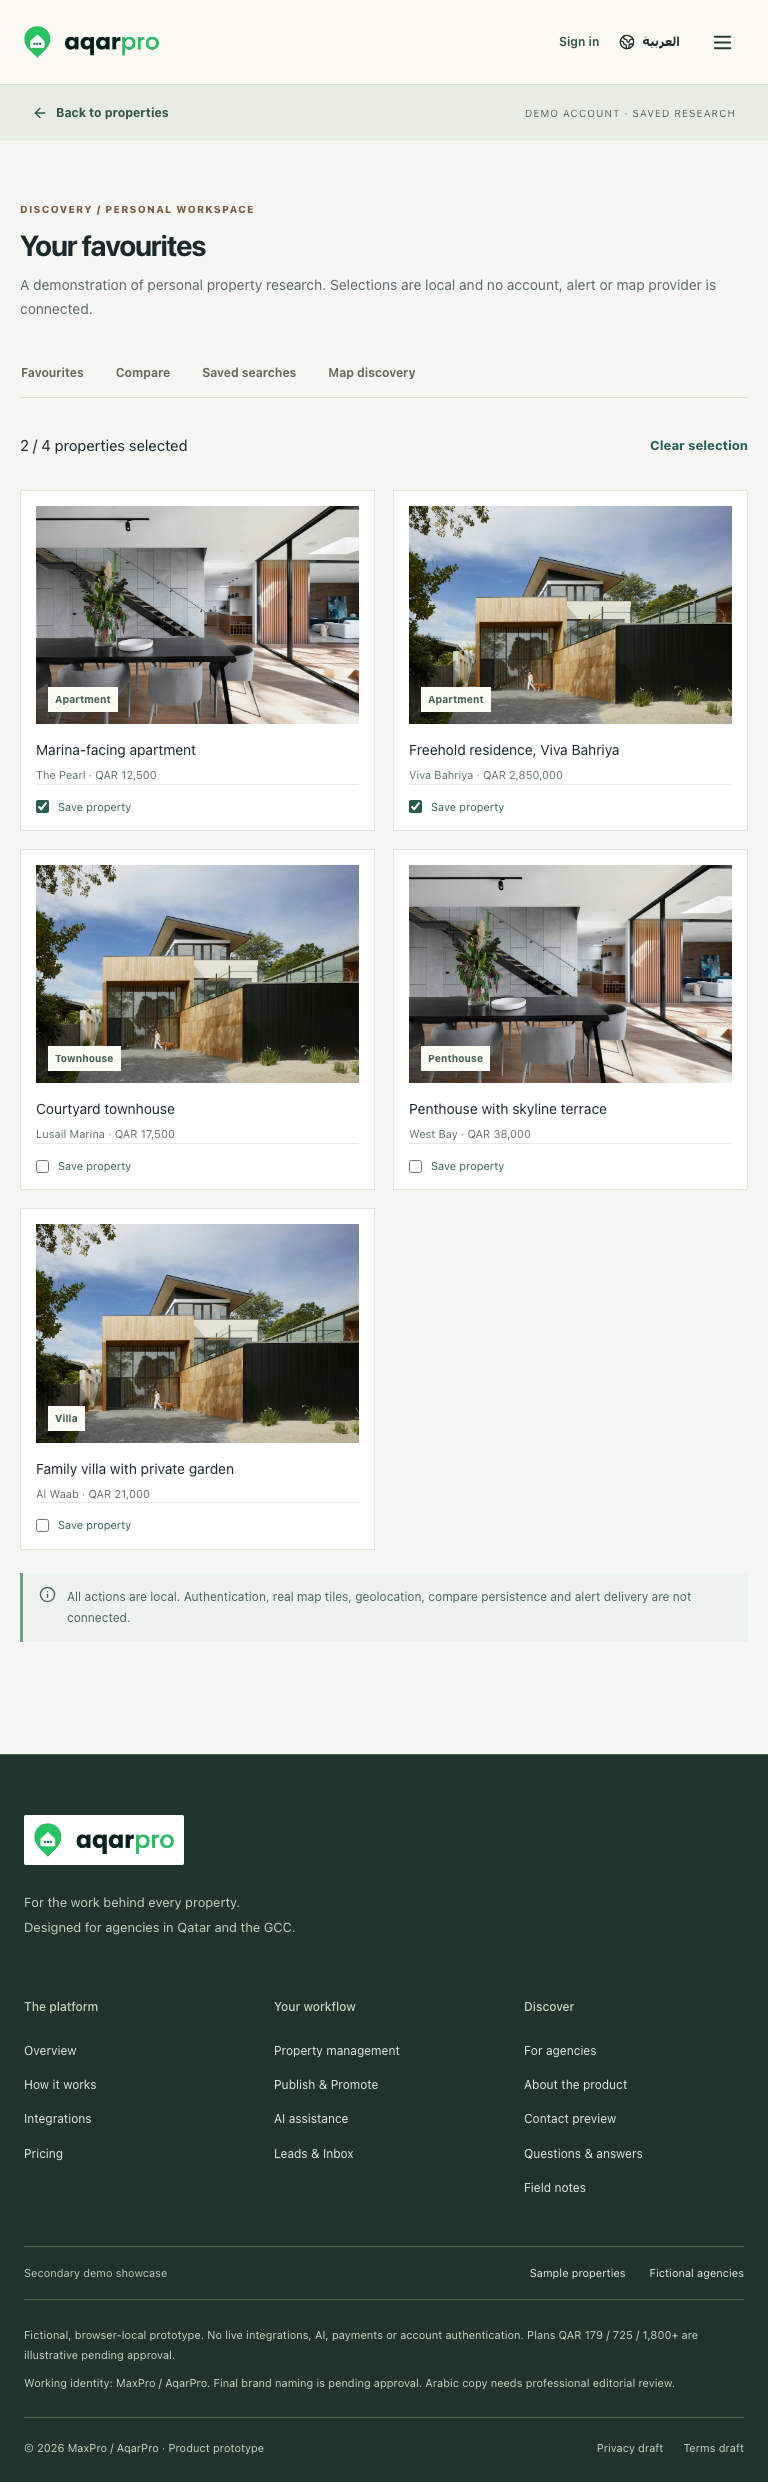 aqarpro
Sign in
العربية
Back to properties
DEMO ACCOUNT · SAVED RESEARCH
DISCOVERY / PERSONAL WORKSPACE
Your favourites
A demonstration of personal property research. Selections are local and no account, alert or map provider is
connected.
Favourites Compare Saved searches Map discovery
2 / 4 properties selected
Clear selection
Apartment
Marina-facing apartment
The Pearl · QAR 12,500
Save property
Apartment
Freehold residence, Viva Bahriya
Viva Bahriya · QAR 2,850,000
Save property
Townhouse
Courtyard townhouse
Lusail Marina · QAR 17,500
Save property
Penthouse
Penthouse with skyline terrace
West Bay · QAR 38,000
Save property
Villa
Family villa with private garden
Al Waab · QAR 21,000
Save property
All actions are local. Authentication, real map tiles, geolocation, compare persistence and alert delivery are not
connected.
aqarpro
For the work behind every property.
Designed for agencies in Qatar and the GCC.
The platform
Overview
How it works
Integrations
Pricing
Your workflow
Property management
Publish & Promote
AI assistance
Leads & Inbox
Discover
For agencies
About the product
Contact preview
Questions & answers
Field notes
Secondary demo showcase
Sample properties Fictional agencies
Fictional, browser-local prototype. No live integrations, AI, payments or account authentication. Plans QAR 179 / 725 / 1,800+ are
illustrative pending approval.
Working identity: MaxPro / AqarPro. Final brand naming is pending approval. Arabic copy needs professional editorial review.
© 2026 MaxPro / AqarPro · Product prototype
Privacy draft Terms draft